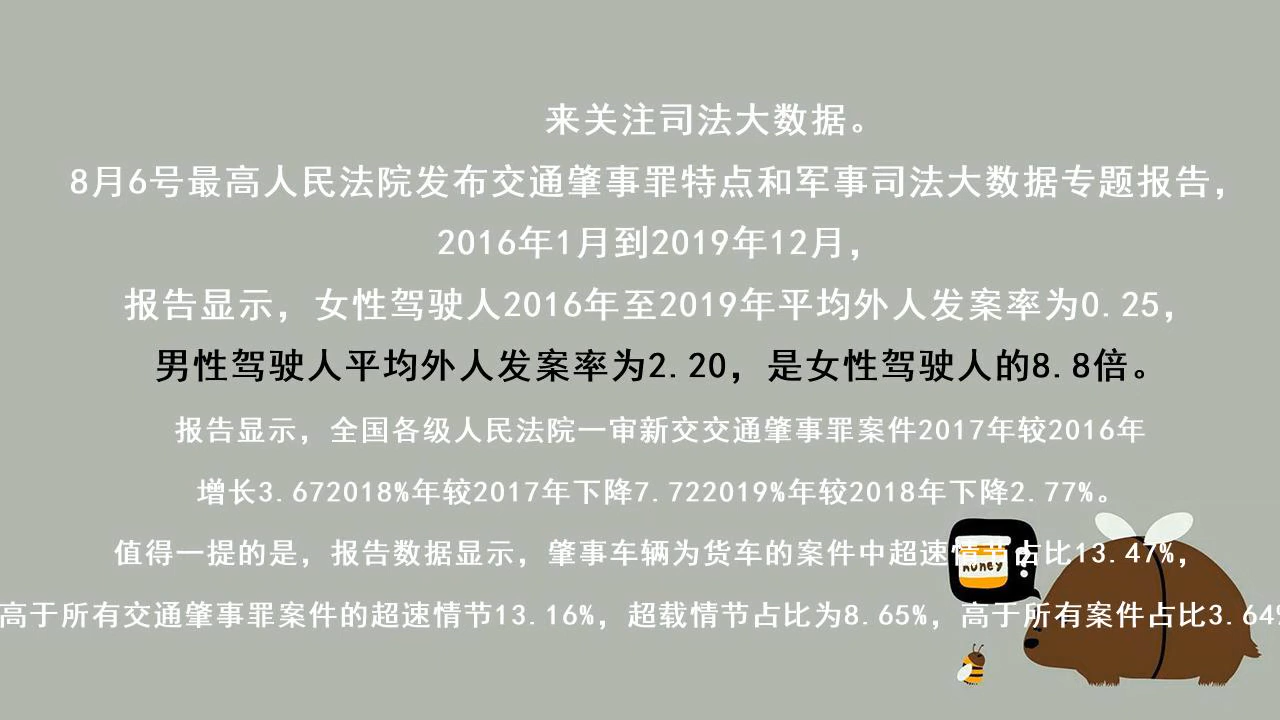 来关注司法大数据。
8月6号最高人民法院发布交通肇事罪特点和军事司法大数据专题报告，
2016年1月到2019年12月，
报告显示，女性驾驶人2016年至2019年平均外人发案率为0.25，
男性驾驶人平均外人发案率为2.20，是女性驾驶人的8.8倍。
报告显示，全国各级人民法院一审新交交通肇事罪案件2017年较2016年
增长3.672018%年较2017年下降7.722019%年较2018年下降2.77%。
值得一提的是，报告数据显示，肇事车辆为货车的案件中超速情节占比13.47%，
高于所有交通肇事罪案件的超速情节13.16%，超载情节占比为8.65%，高于所有案件占比3.64%
huney